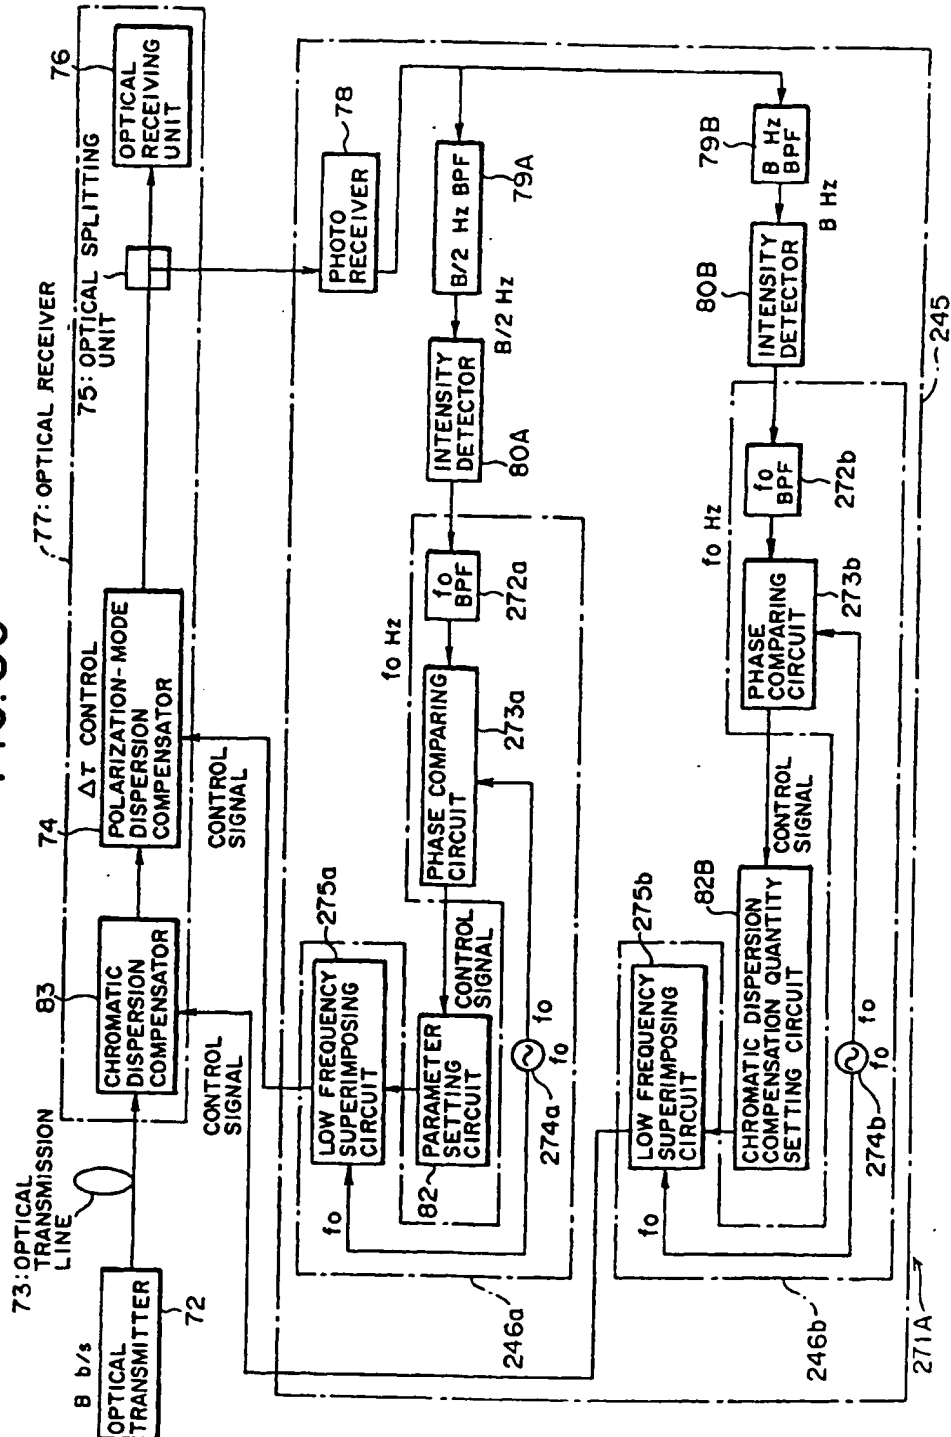 B b/s
OPTICAL
TRANSMITTER
72
73:OPTICAL
TRANSMISSION
LINE
83
CHROMATIC
DISPERSION
COMPENSATOR
CONTROL
SIGNAL
74
ΔT CONTROL
POLARIZATION-MODE
DISPERSION
COMPENSATOR
CONTROL
SIGNAL
77:OPTICAL RECEIVER
75:OPTICAL SPLITTING
UNIT
76
OPTICAL
RECEIVING
UNIT
PHOTO
RECEIVER
78
B/2 Hz BPF
79A
B/2 Hz
INTENSITY
DETECTOR
80A
fo
BPF
272a
fo Hz
PHASE COMPARING
CIRCUIT
273a
CONTROL
SIGNAL
275a
LOW FREQUENCY
SUPERIMPOSING
CIRCUIT
PARAMETER
SETTING
CIRCUIT
82
fo
fo
fo
274a
246a
79B
B Hz
BPF
B Hz
80B
INTENSITY
DETECTOR
fo
BPF
272b
fo Hz
PHASE
COMPARING
CIRCUIT
273b
CONTROL
SIGNAL
82B
CHROMATIC DISPERSION
COMPENSATION QUANTITY
SETTING CIRCUIT
275b
LOW FREQUENCY
SUPERIMPOSING
CIRCUIT
fo
fo
fo
274b
246b
245
271A